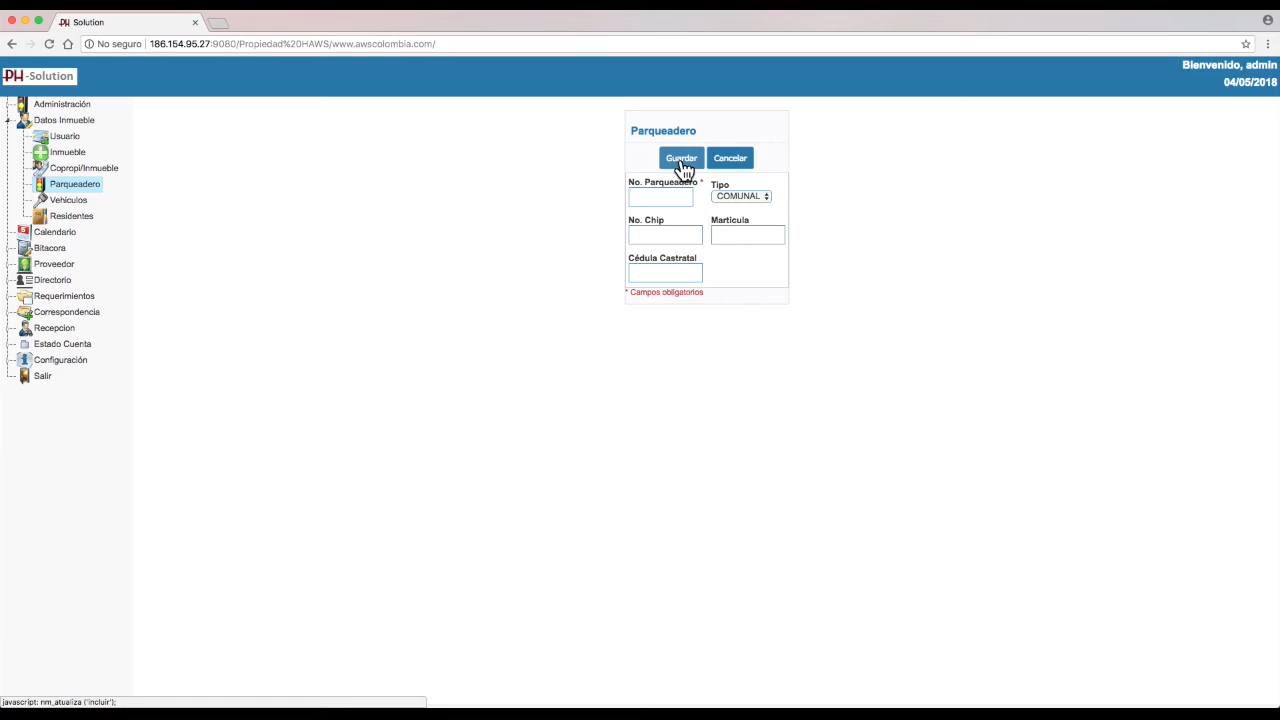 PH Solution
No seguro 186.154.95.27:9080/Propiedad%20HAWS/www.awscolombia.com/
PH-Solution
Bienvenido, admin
04/05/2018
Administración
Datos Inmueble
Usuario
Inmueble
Copropi/Inmueble
Parqueadero
Vehiculos
Residentes
Calendario
Bitacora
Proveedor
Directorio
Requerimientos
Correspondencia
Recepcion
Estado Cuenta
Configuración
Salir
Parqueadero
Guardar Cancelar
No. Parqueadero * Tipo
COMUNAL
No. Chip Marticula
Cédula Castratal
* Campos obligatorios
javascript: nm_atualiza ('incluir');